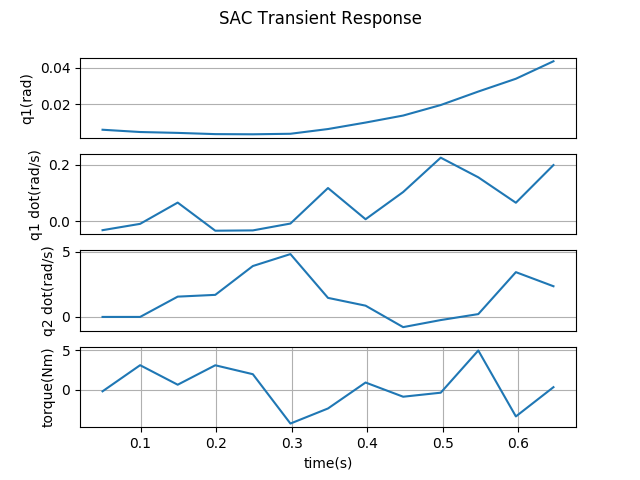 SAC Transient Response
q1(rad)
0.04
0.02
q1 dot(rad/s)
0.2
0.0
q2 dot(rad/s)
5
0
torque(Nm)
5
0
0.1 0.2 0.3 0.4 0.5 0.6
time(s)